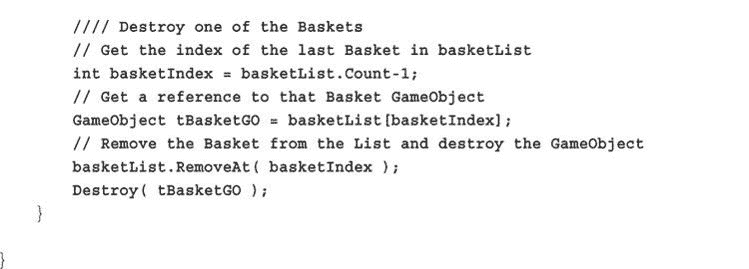 //// Destroy one of the Baskets
// Get the index of the last Basket in basketList
int basketIndex = basketList.Count-1;
// Get a reference to that Basket GameObject
GameObject tBasketGO = basketList[basketIndex];
// Remove the Basket from the List and destroy the GameObject
basketList.RemoveAt( basketIndex );
Destroy( tBasketGO );
}
}